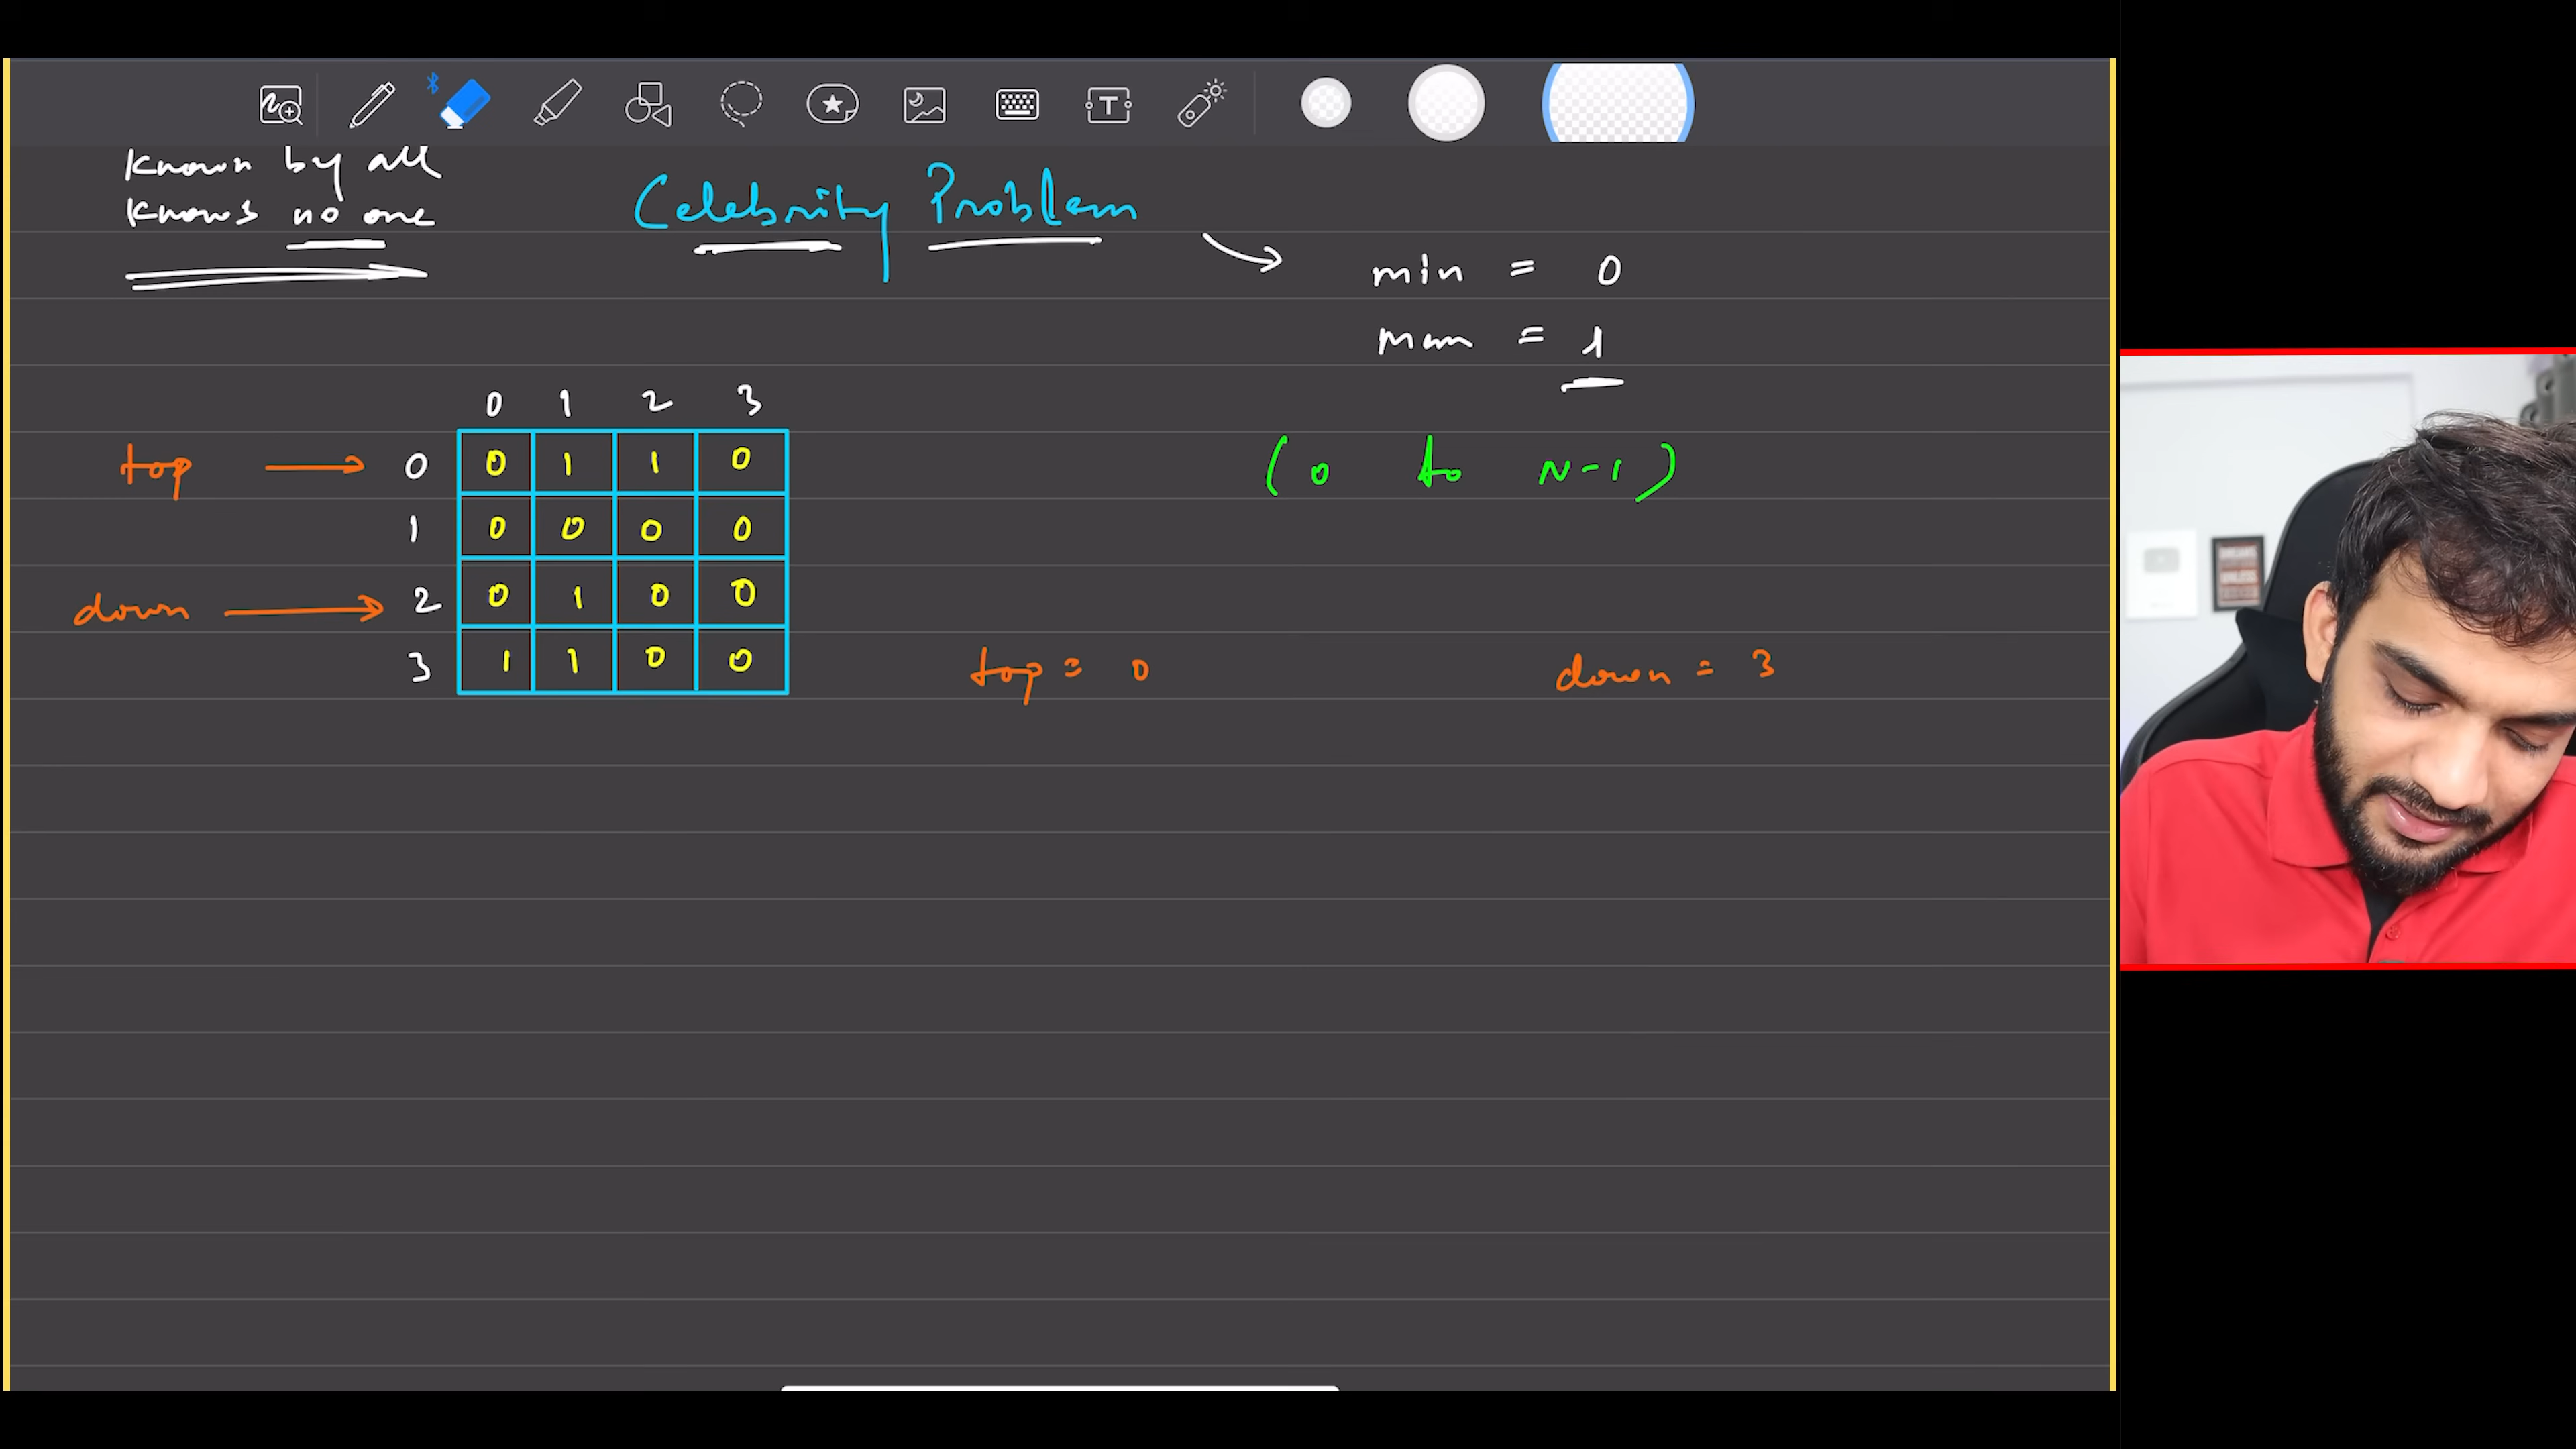 known by all
knows no one
Celebrity Problem
min = 0
max = 1
0 1 2 3
top → 0 0 1 1 0
(0 to N-1)
1 0 0 0 0
down → 2 0 1 0 0
3 1 1 0 0
top = 0
down = 3